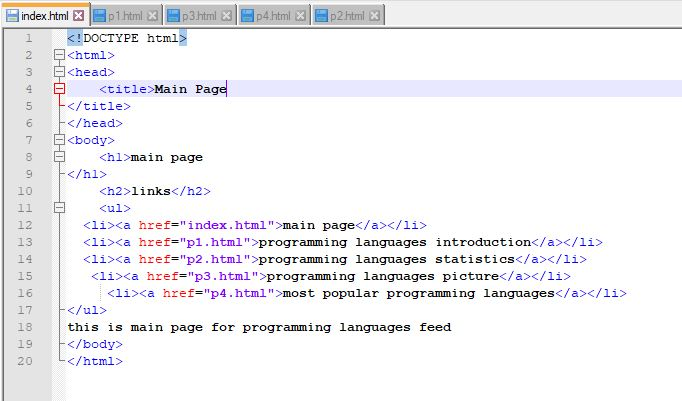 index.html p1.html p3.html p4.html p2.html
1 <!DOCTYPE html>
2 <html>
3 <head>
4 <title>Main Page
5 </title>
6 </head>
7 <body>
8 <h1>main page
9 </h1>
10 <h2>links</h2>
11 <ul>
12 <li><a href="index.html">main page</a></li>
13 <li><a href="p1.html">programming languages introduction</a></li>
14 <li><a href="p2.html">programming languages statistics</a></li>
15 <li><a href="p3.html">programming languages picture</a></li>
16 <li><a href="p4.html">most popular programming languages</a></li>
17 </ul>
18 this is main page for programming languages feed
19 </body>
20 </html>